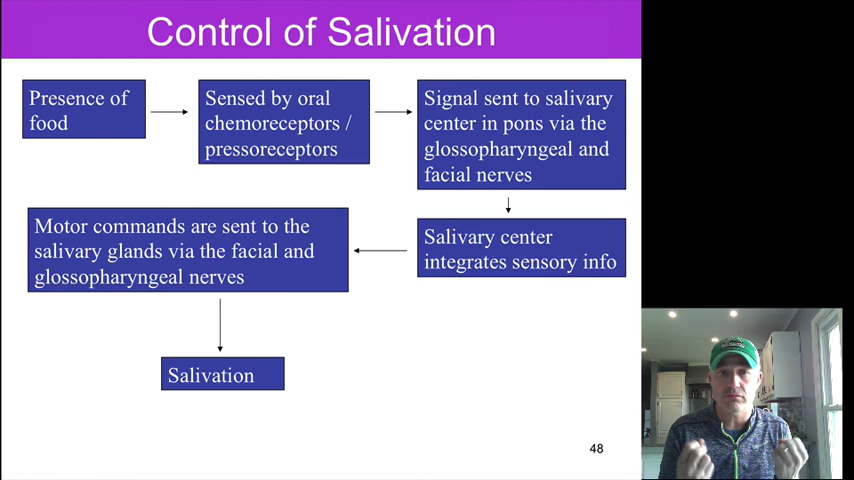 Control of Salivation
Presence of
food
Sensed by oral
chemoreceptors /
pressoreceptors
Signal sent to salivary
center in pons via the
glossopharyngeal and
facial nerves
Salivary center
integrates sensory info
Motor commands are sent to the
salivary glands via the facial and
glossopharyngeal nerves
Salivation
48